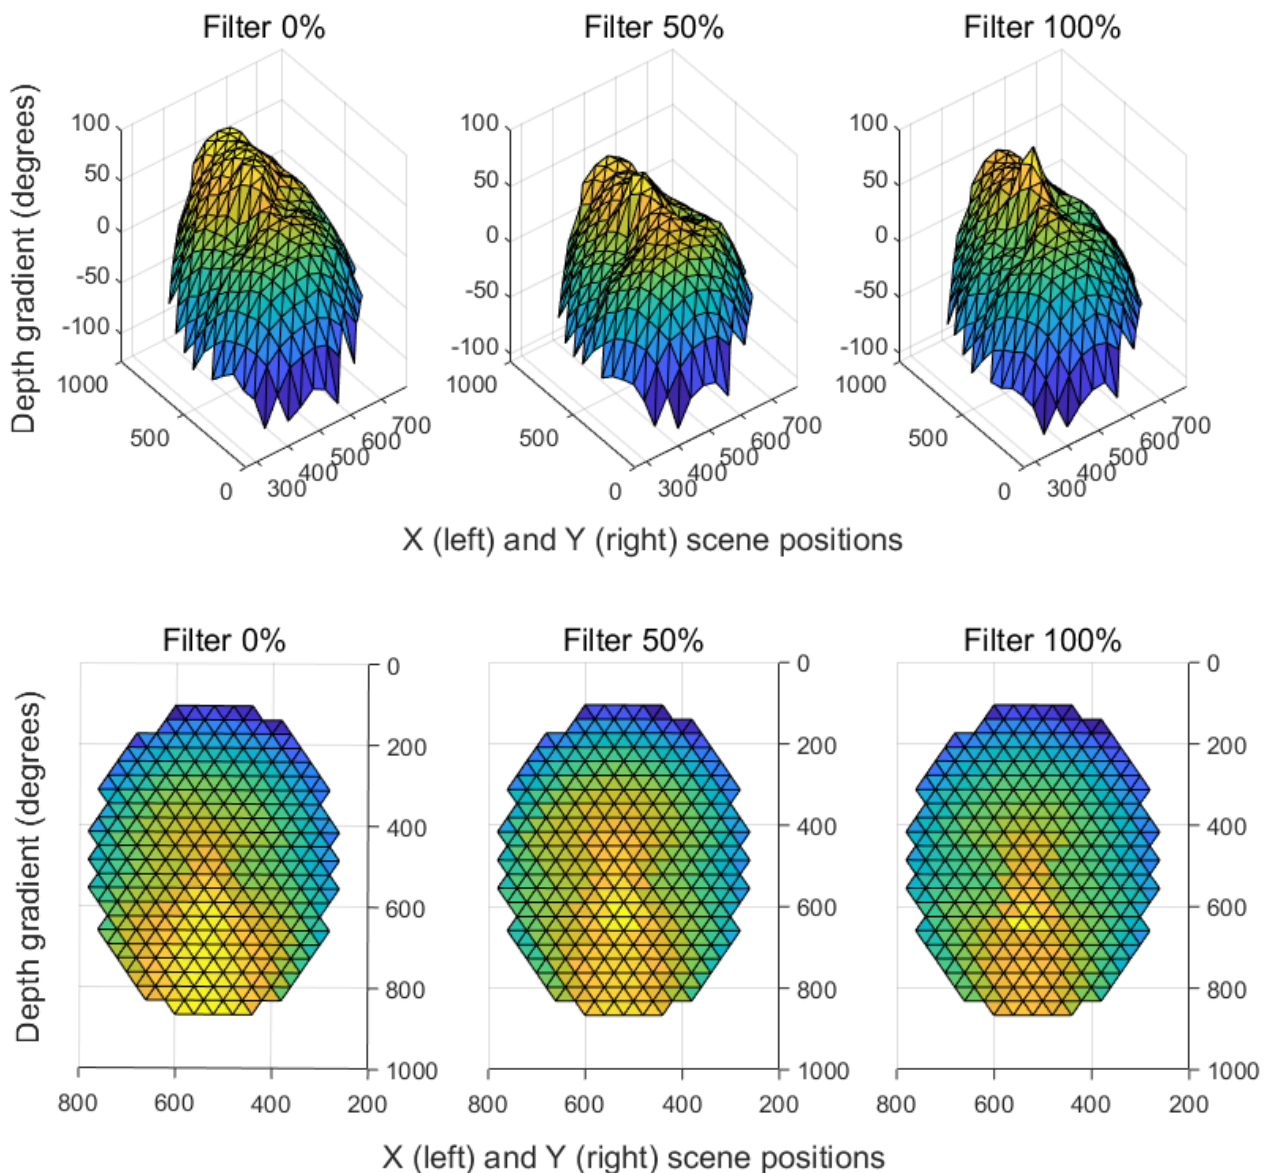 Filter 0% Filter 50% Filter 100%
Depth gradient (degrees)
100 50 0 -50 -100
1000 500 0
300 400 500 600 700
100 50 0 -50 -100
1000 500 0
300 400 500 600 700
100 50 0 -50 -100
1000 500 0
300 400 500 600 700
X (left) and Y (right) scene positions
Filter 0% Filter 50% Filter 100%
Depth gradient (degrees)
0 200 400 600 800 1000
800 600 400 200
0 200 400 600 800 1000
800 600 400 200
0 200 400 600 800 1000
800 600 400 200
X (left) and Y (right) scene positions